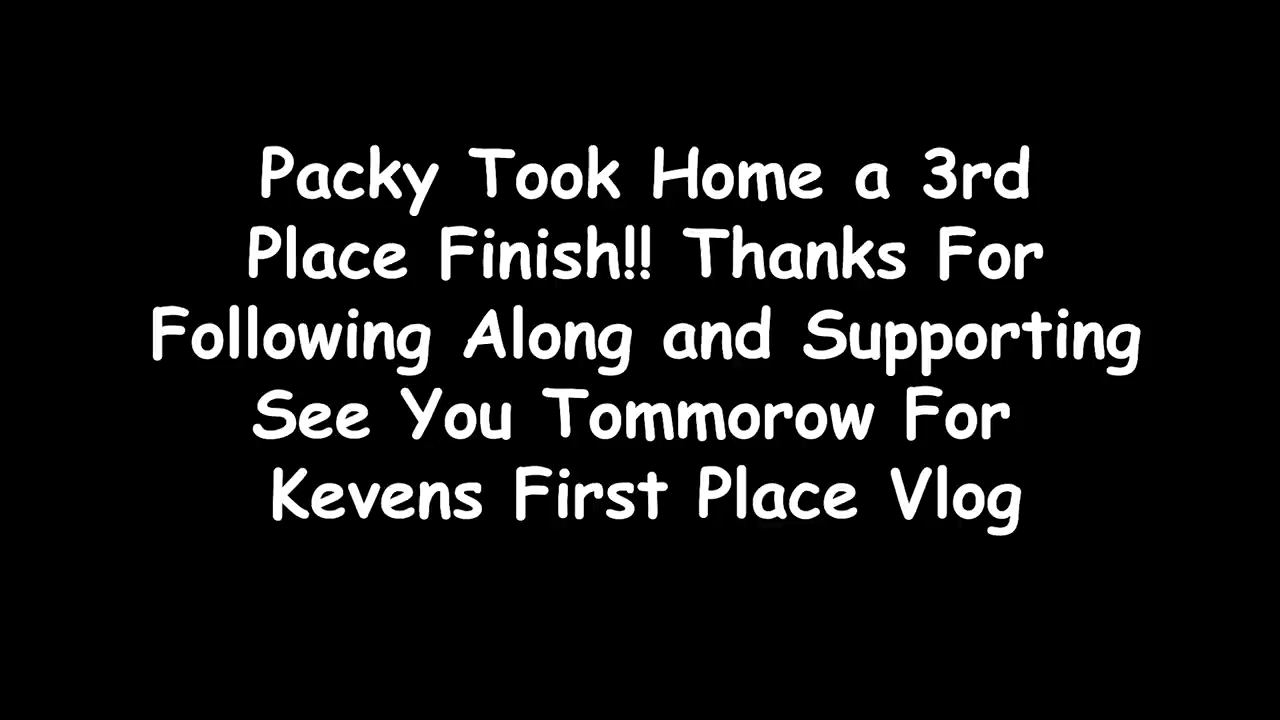 Packy Took Home a 3rd
Place Finish!! Thanks For
Following Along and Supporting
See You Tommorow For
Kevens First Place Vlog